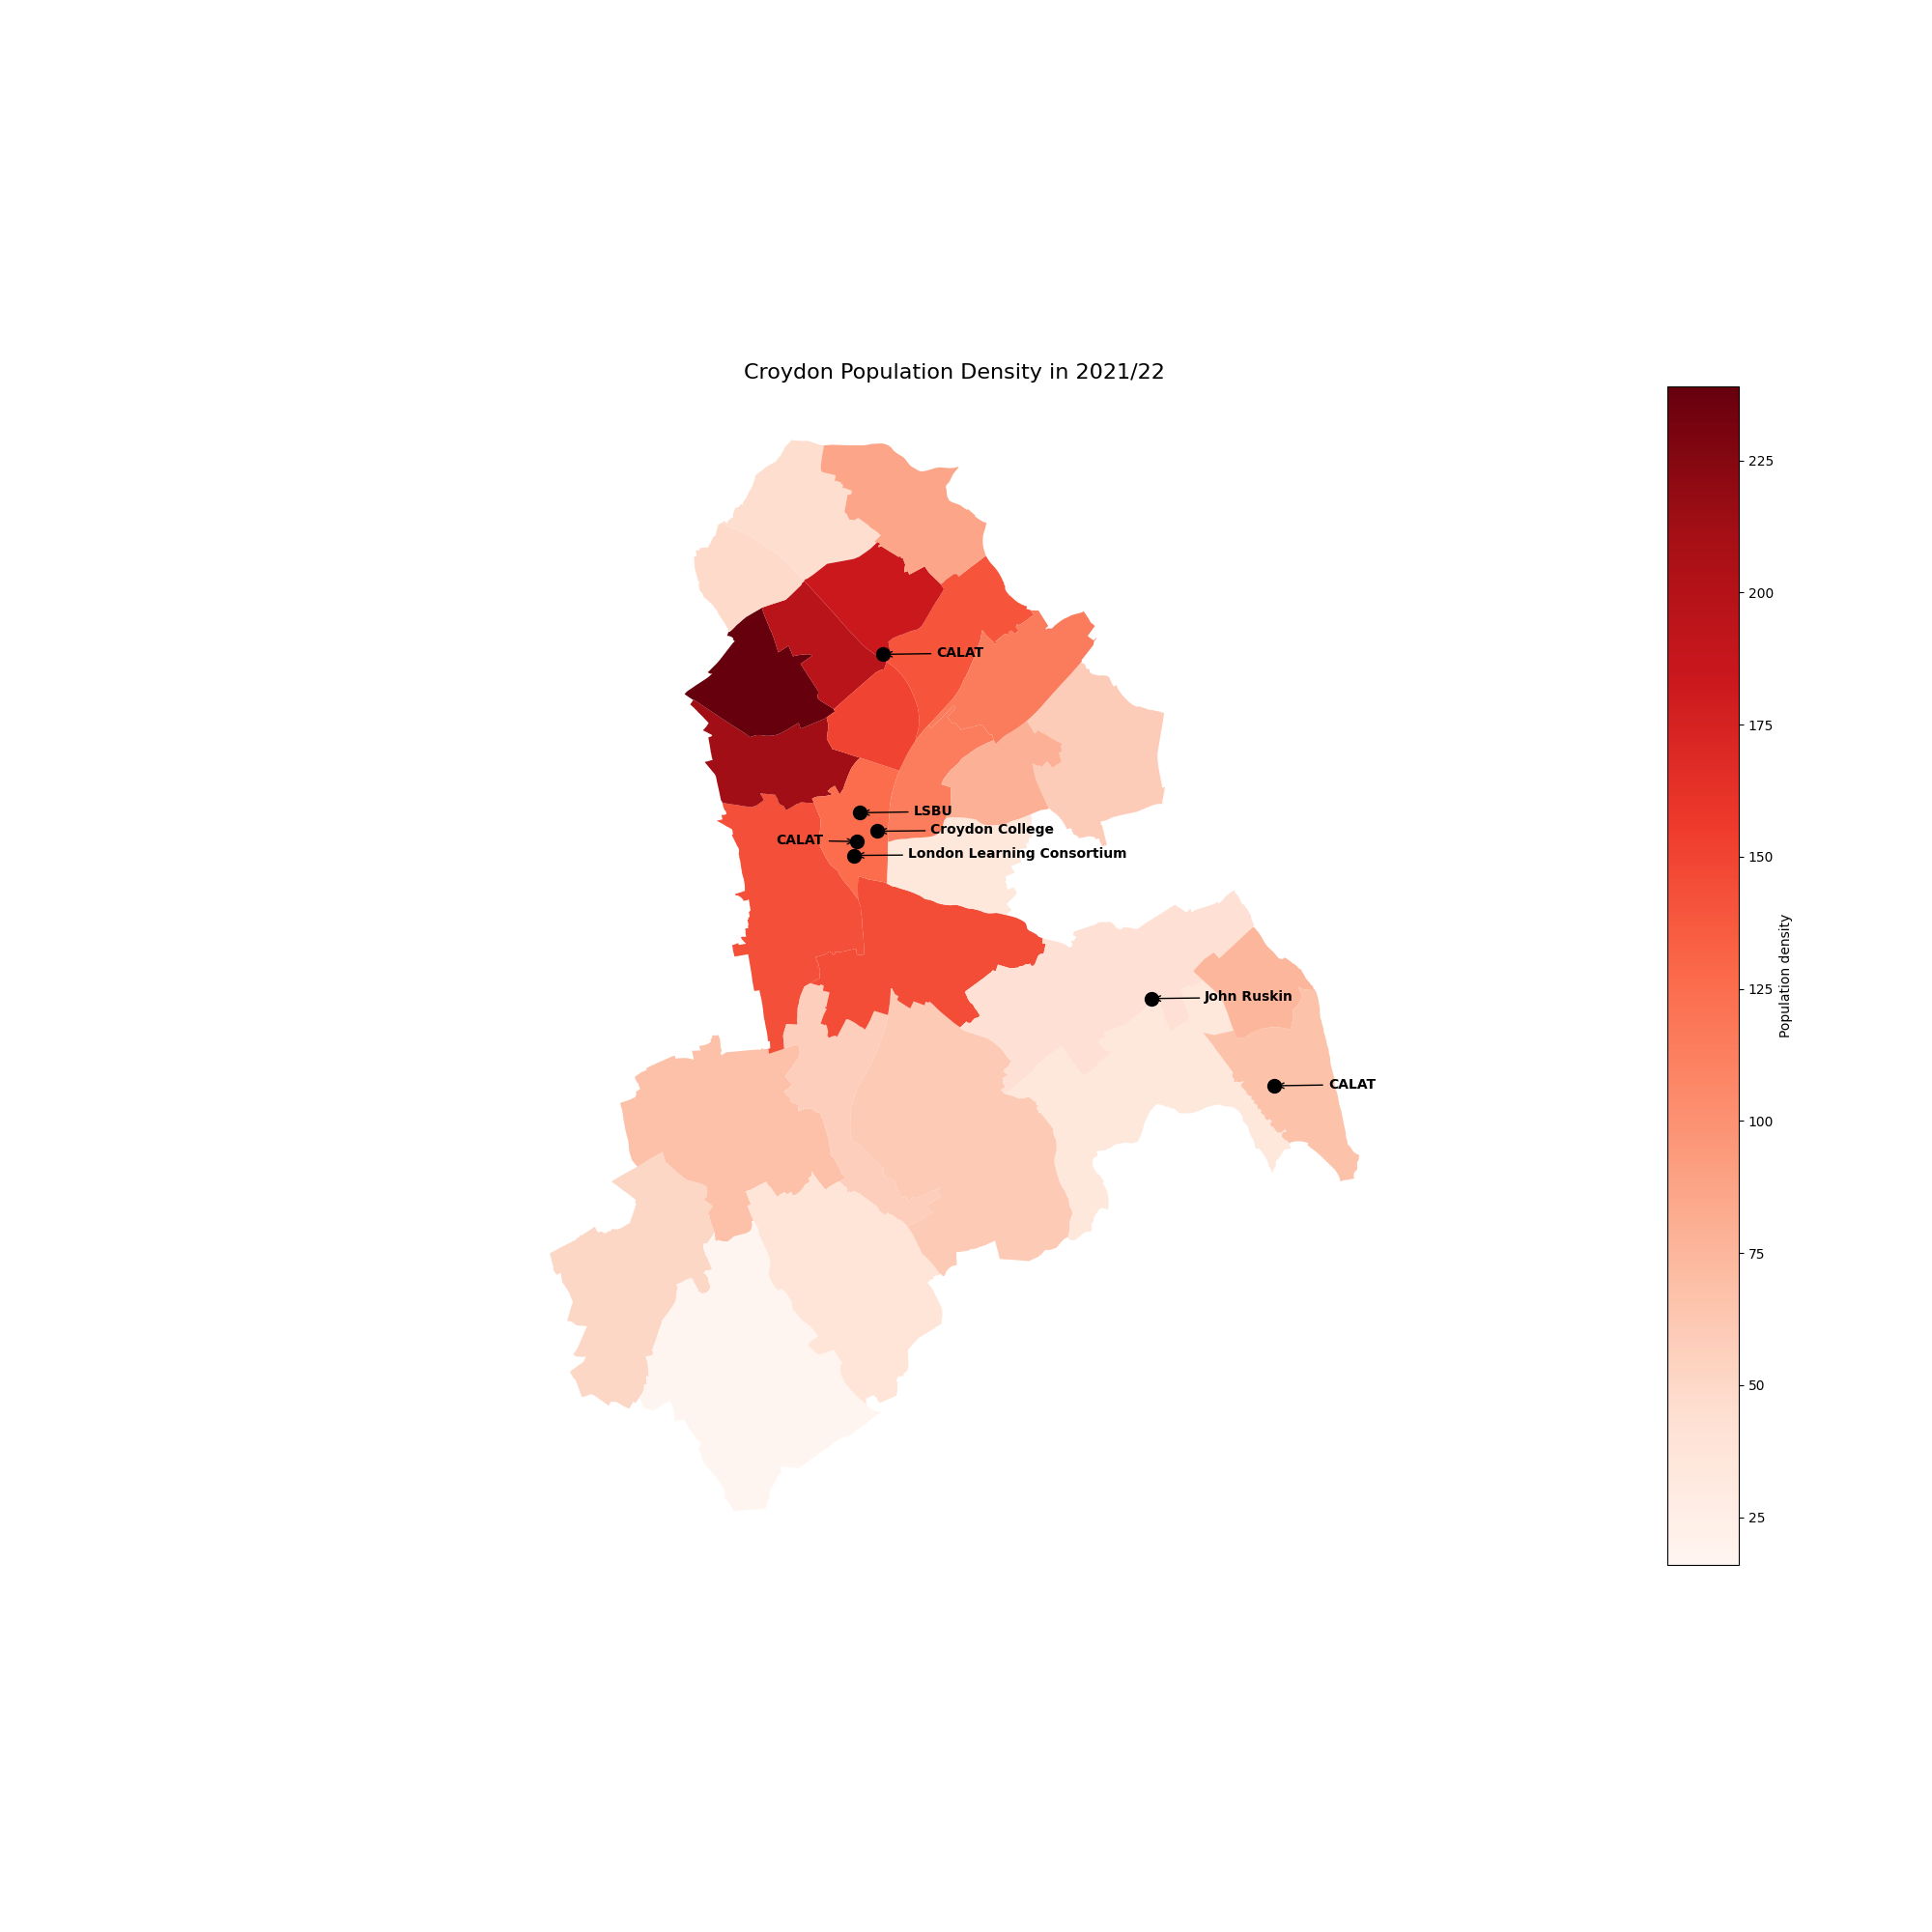 Croydon Population Density in 2021/22
CALAT
LSBU
Croydon College
CALAT
London Learning Consortium
John Ruskin
CALAT
225
200
175
150
125
100
75
50
25
Population density